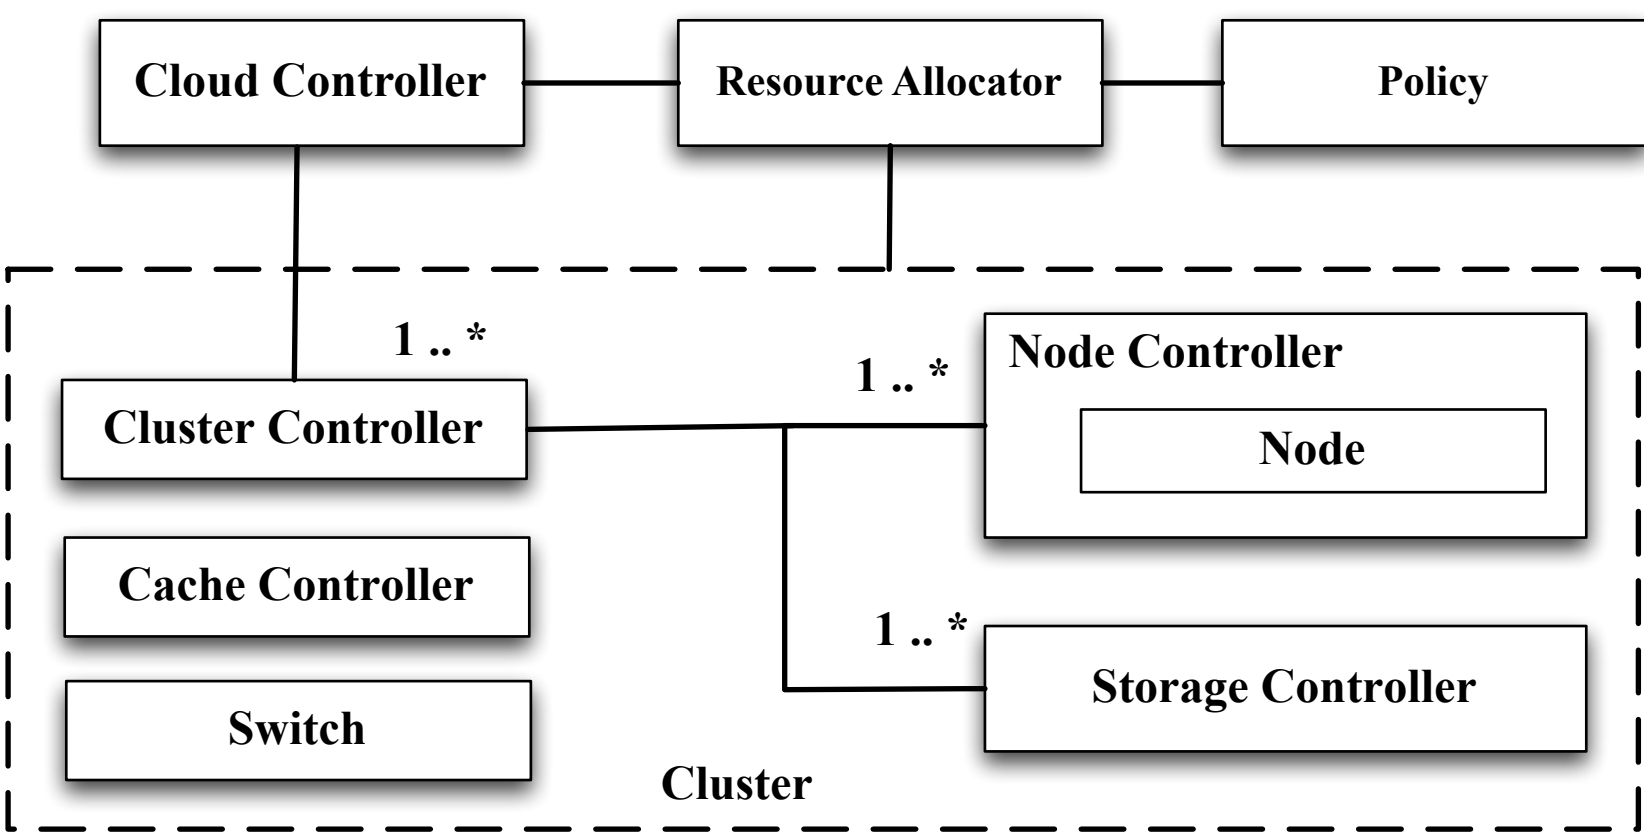 Cloud Controller
Resource Allocator
Policy
1 .. *
Node Controller
1 .. *
Cluster Controller
Node
Cache Controller
1 .. *
Storage Controller
Switch
Cluster